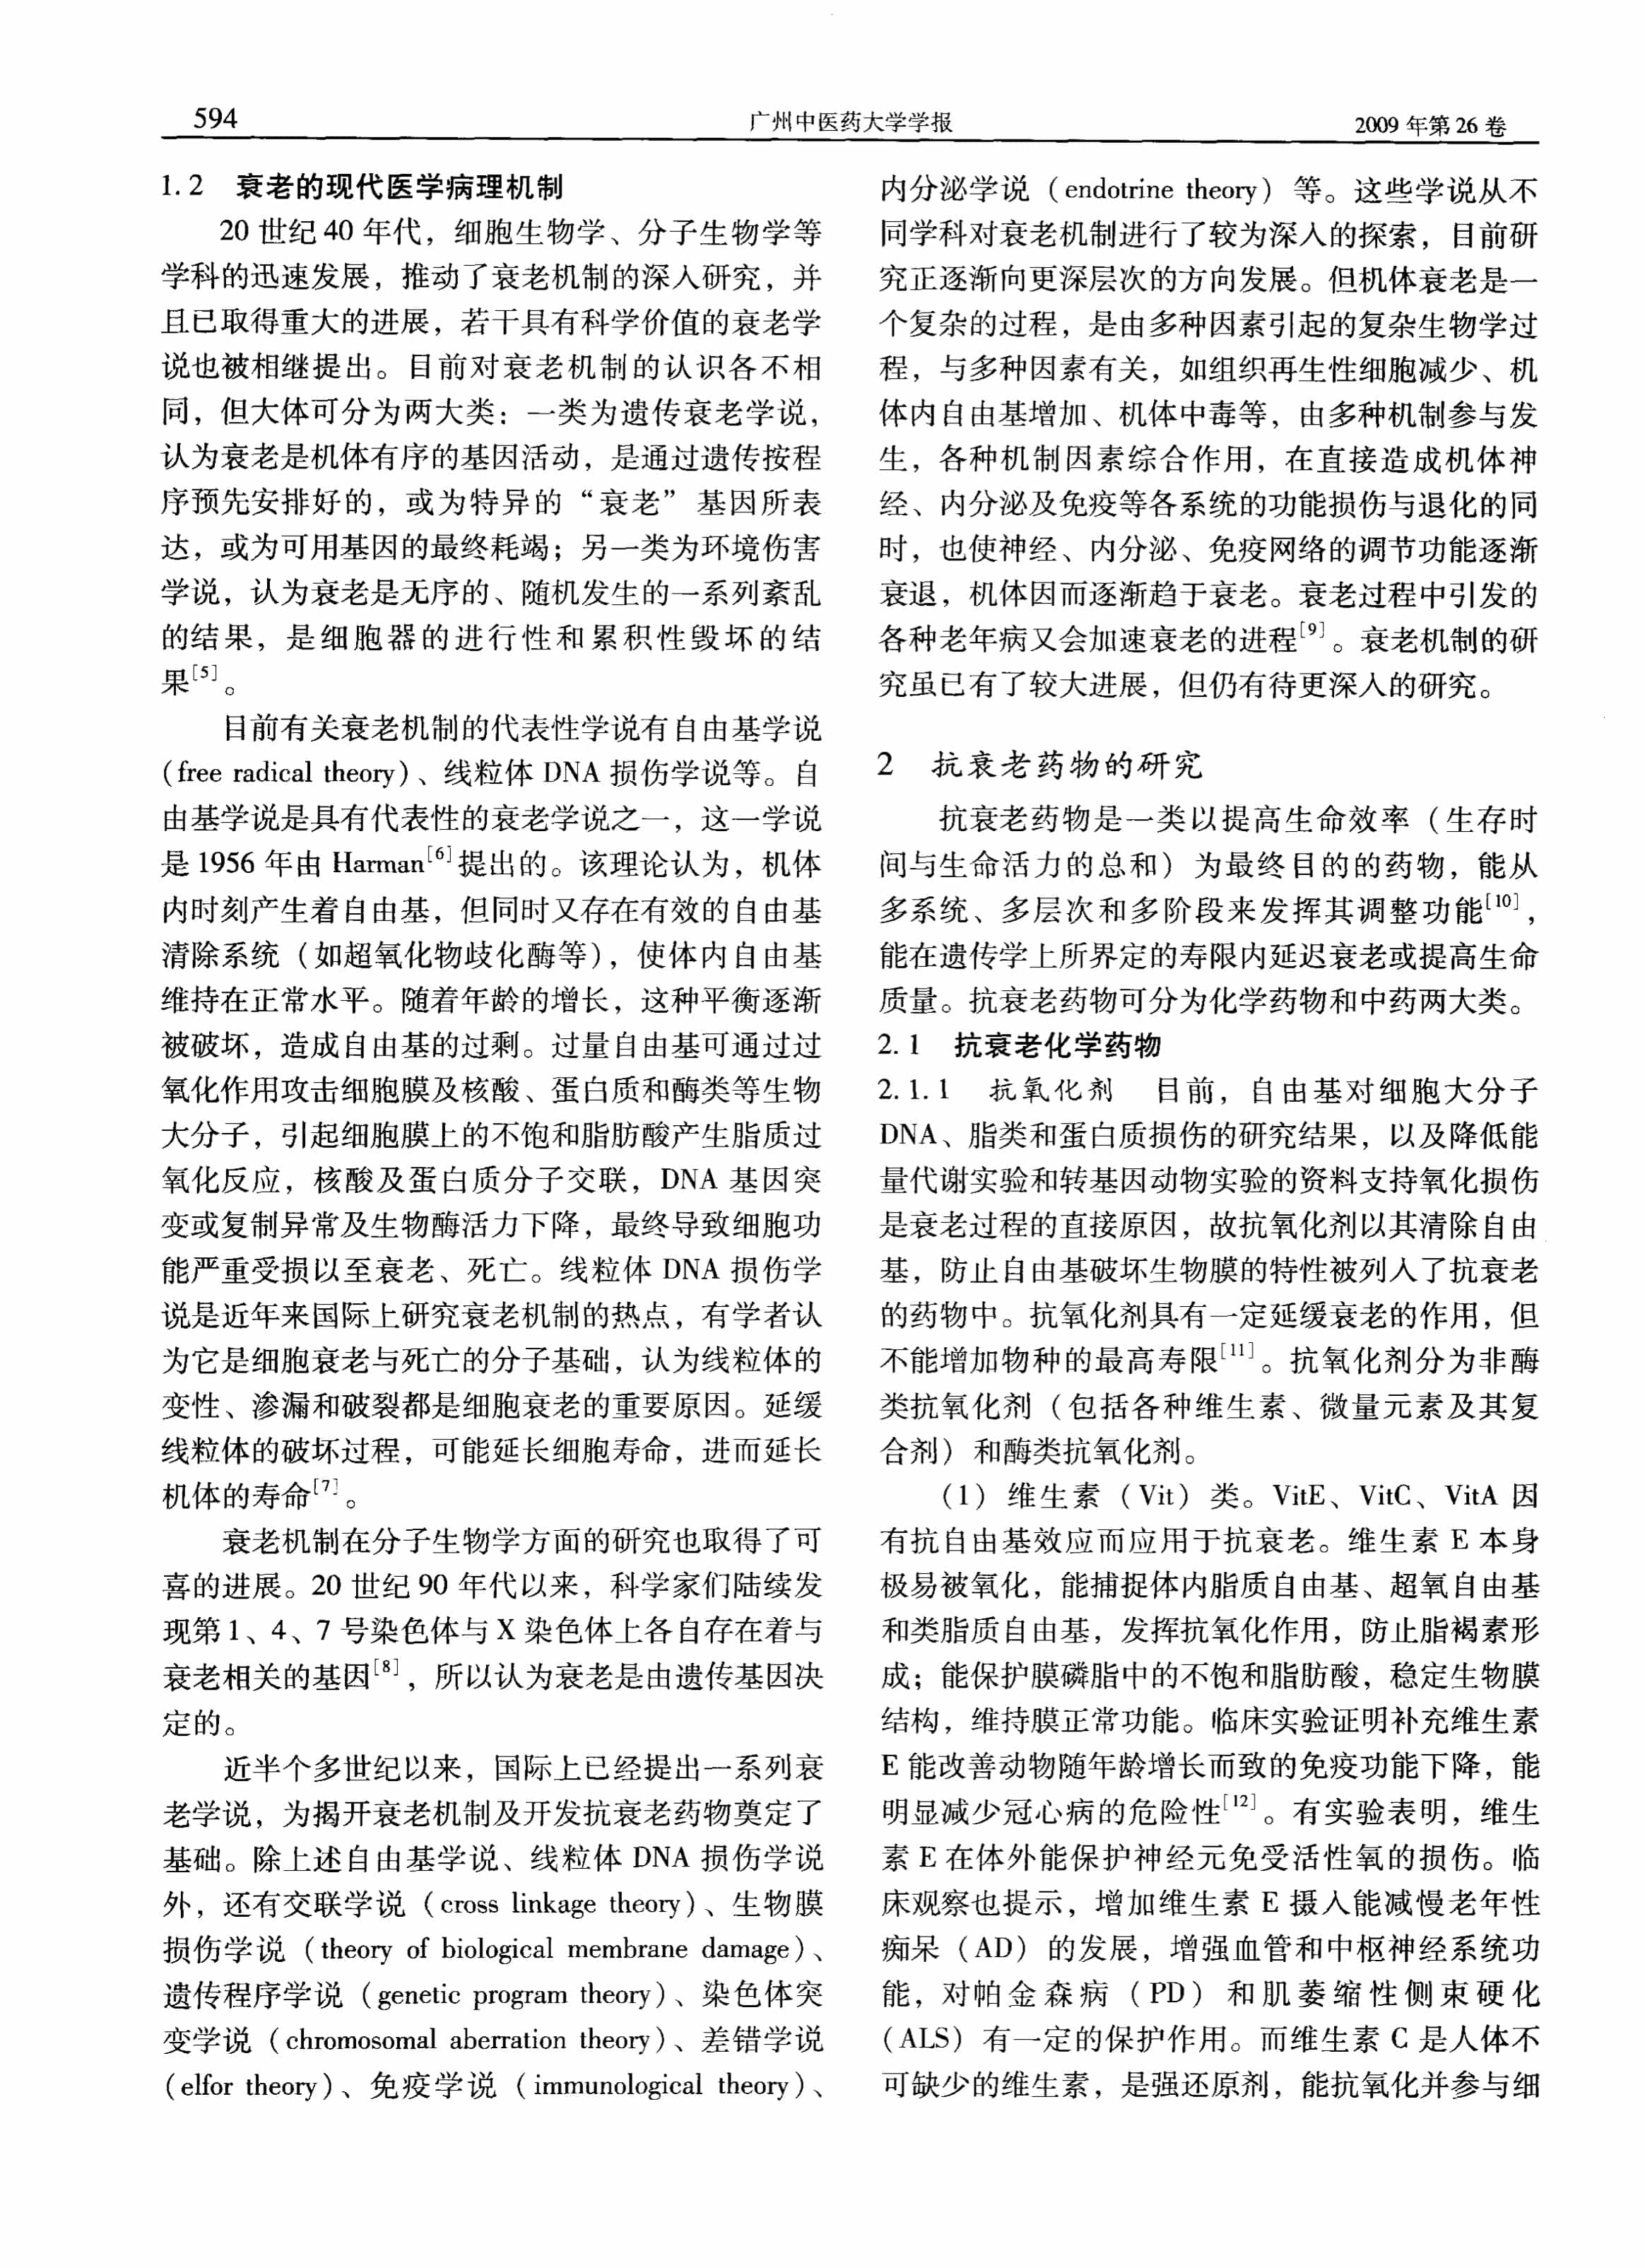 594
广州中医药大学学报
2009 年第 26 卷
1.2 衰老的现代医学病理机制
20 世纪 40 年代，细胞生物学、分子生物学等
学科的迅速发展，推动了衰老机制的深入研究，并
且已取得重大的进展，若干具有科学价值的衰老学
说也被相继提出。目前对衰老机制的认识各不相
同，但大体可分为两大类：一类为遗传衰老学说，
认为衰老是机体有序的基因活动，是通过遗传按程
序预先安排好的，或为特异的“衰老”基因所表
达，或为可用基因的最终耗竭；另一类为环境伤害
学说，认为衰老是无序的、随机发生的一系列紊乱
的结果，是细胞器的进行性和累积性毁坏的结
果[5]。
目前有关衰老机制的代表性学说有自由基学说
(free radical theory)、线粒体 DNA 损伤学说等。自
由基学说是具有代表性的衰老学说之一，这一学说
是 1956 年由 Harman[6]提出的。该理论认为，机体
内时刻产生着自由基，但同时又存在有效的自由基
清除系统（如超氧化物歧化酶等），使体内自由基
维持在正常水平。随着年龄的增长，这种平衡逐渐
被破坏，造成自由基的过剩。过量自由基可通过过
氧化作用攻击细胞膜及核酸、蛋白质和酶类等生物
大分子，引起细胞膜上的不饱和脂肪酸产生脂质过
氧化反应，核酸及蛋白质分子交联，DNA 基因突
变或复制异常及生物酶活力下降，最终导致细胞功
能严重受损以至衰老、死亡。线粒体 DNA 损伤学
说是近年来国际上研究衰老机制的热点，有学者认
为它是细胞衰老与死亡的分子基础，认为线粒体的
变性、渗漏和破裂都是细胞衰老的重要原因。延缓
线粒体的破坏过程，可能延长细胞寿命，进而延长
机体的寿命[7]。
衰老机制在分子生物学方面的研究也取得了可
喜的进展。20 世纪 90 年代以来，科学家们陆续发
现第 1、4、7 号染色体与 X 染色体上各自存在着与
衰老相关的基因[8]，所以认为衰老是由遗传基因决
定的。
近半个多世纪以来，国际上已经提出一系列衰
老学说，为揭开衰老机制及开发抗衰老药物奠定了
基础。除上述自由基学说、线粒体 DNA 损伤学说
外，还有交联学说（cross linkage theory）、生物膜
损伤学说（theory of biological membrane damage）、
遗传程序学说（genetic program theory）、染色体突
变学说（chromosomal aberration theory）、差错学说
(elfor theory)、免疫学说（immunological theory）、
内分泌学说（endotrine theory）等。这些学说从不
同学科对衰老机制进行了较为深入的探索，目前研
究正逐渐向更深层次的方向发展。但机体衰老是一
个复杂的过程，是由多种因素引起的复杂生物学过
程，与多种因素有关，如组织再生性细胞减少、机
体内自由基增加、机体中毒等，由多种机制参与发
生，各种机制因素综合作用，在直接造成机体神
经、内分泌及免疫等各系统的功能损伤与退化的同
时，也使神经、内分泌、免疫网络的调节功能逐渐
衰退，机体因而逐渐趋于衰老。衰老过程中引发的
各种老年病又会加速衰老的进程[9]。衰老机制的研
究虽已有了较大进展，但仍有待更深入的研究。
2 抗衰老药物的研究
抗衰老药物是一类以提高生命效率（生存时
间与生命活力的总和）为最终目的的药物，能从
多系统、多层次和多阶段来发挥其调整功能[10]，
能在遗传学上所界定的寿限内延迟衰老或提高生命
质量。抗衰老药物可分为化学药物和中药两大类。
2.1 抗衰老化学药物
2.1.1 抗氧化剂 目前，自由基对细胞大分子
DNA、脂类和蛋白质损伤的研究结果，以及降低能
量代谢实验和转基因动物实验的资料支持氧化损伤
是衰老过程的直接原因，故抗氧化剂以其清除自由
基，防止自由基破坏生物膜的特性被列入了抗衰老
的药物中。抗氧化剂具有一定延缓衰老的作用，但
不能增加物种的最高寿限[11]。抗氧化剂分为非酶
类抗氧化剂（包括各种维生素、微量元素及其复
合剂）和酶类抗氧化剂。
（1）维生素（Vit）类。VitE、VitC、VitA 因
有抗自由基效应而应用于抗衰老。维生素 E 本身
极易被氧化，能捕捉体内脂质自由基、超氧自由基
和类脂质自由基，发挥抗氧化作用，防止脂褐素形
成；能保护膜磷脂中的不饱和脂肪酸，稳定生物膜
结构，维持膜正常功能。临床实验证明补充维生素
E 能改善动物随年龄增长而致的免疫功能下降，能
明显减少冠心病的危险性[12]。有实验表明，维生
素 E 在体外能保护神经元免受活性氧的损伤。临
床观察也提示，增加维生素 E 摄入能减慢老年性
痴呆（AD）的发展，增强血管和中枢神经系统功
能，对帕金森病（PD）和肌萎缩性侧束硬化
（ALS）有一定的保护作用。而维生素 C 是人体不
可缺少的维生素，是强还原剂，能抗氧化并参与细